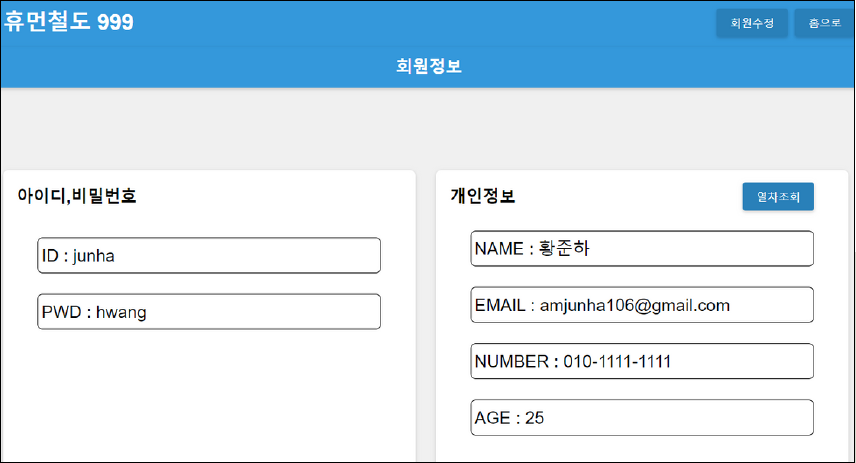 휴먼철도 999
회원수정 홈으로
회원정보
아이디,비밀번호
ID : junha
PWD : hwang
개인정보 열차조회
NAME : 황준하
EMAIL : amjunha106@gmail.com
NUMBER : 010-1111-1111
AGE : 25